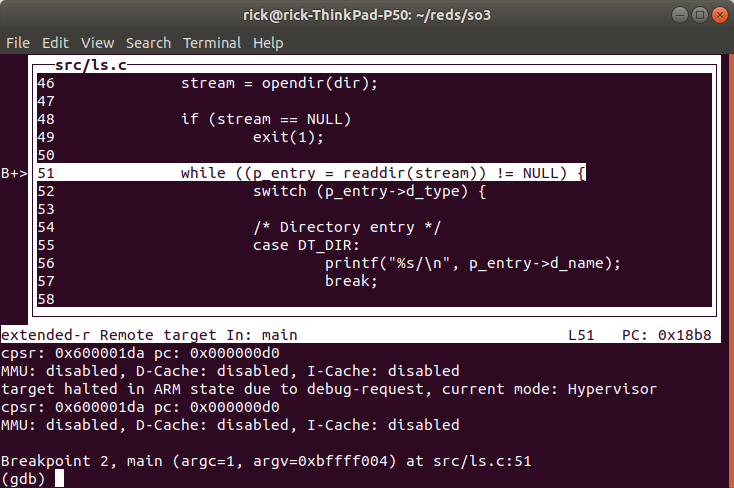 rick@rick-ThinkPad-P50: ~/reds/so3
File Edit View Search Terminal Help
src/ls.c
46 stream = opendir(dir);
47
48 if (stream == NULL)
49 exit(1);
50
B+> 51 while ((p_entry = readdir(stream)) != NULL) {
52 switch (p_entry->d_type) {
53
54 /* Directory entry */
55 case DT_DIR:
56 printf("%s/\n", p_entry->d_name);
57 break;
58
extended-r Remote target In: main L51 PC: 0x18b8
cpsr: 0x600001da pc: 0x000000d0
MMU: disabled, D-Cache: disabled, I-Cache: disabled
target halted in ARM state due to debug-request, current mode: Hypervisor
cpsr: 0x600001da pc: 0x000000d0
MMU: disabled, D-Cache: disabled, I-Cache: disabled
Breakpoint 2, main (argc=1, argv=0xbffff004) at src/ls.c:51
(gdb)